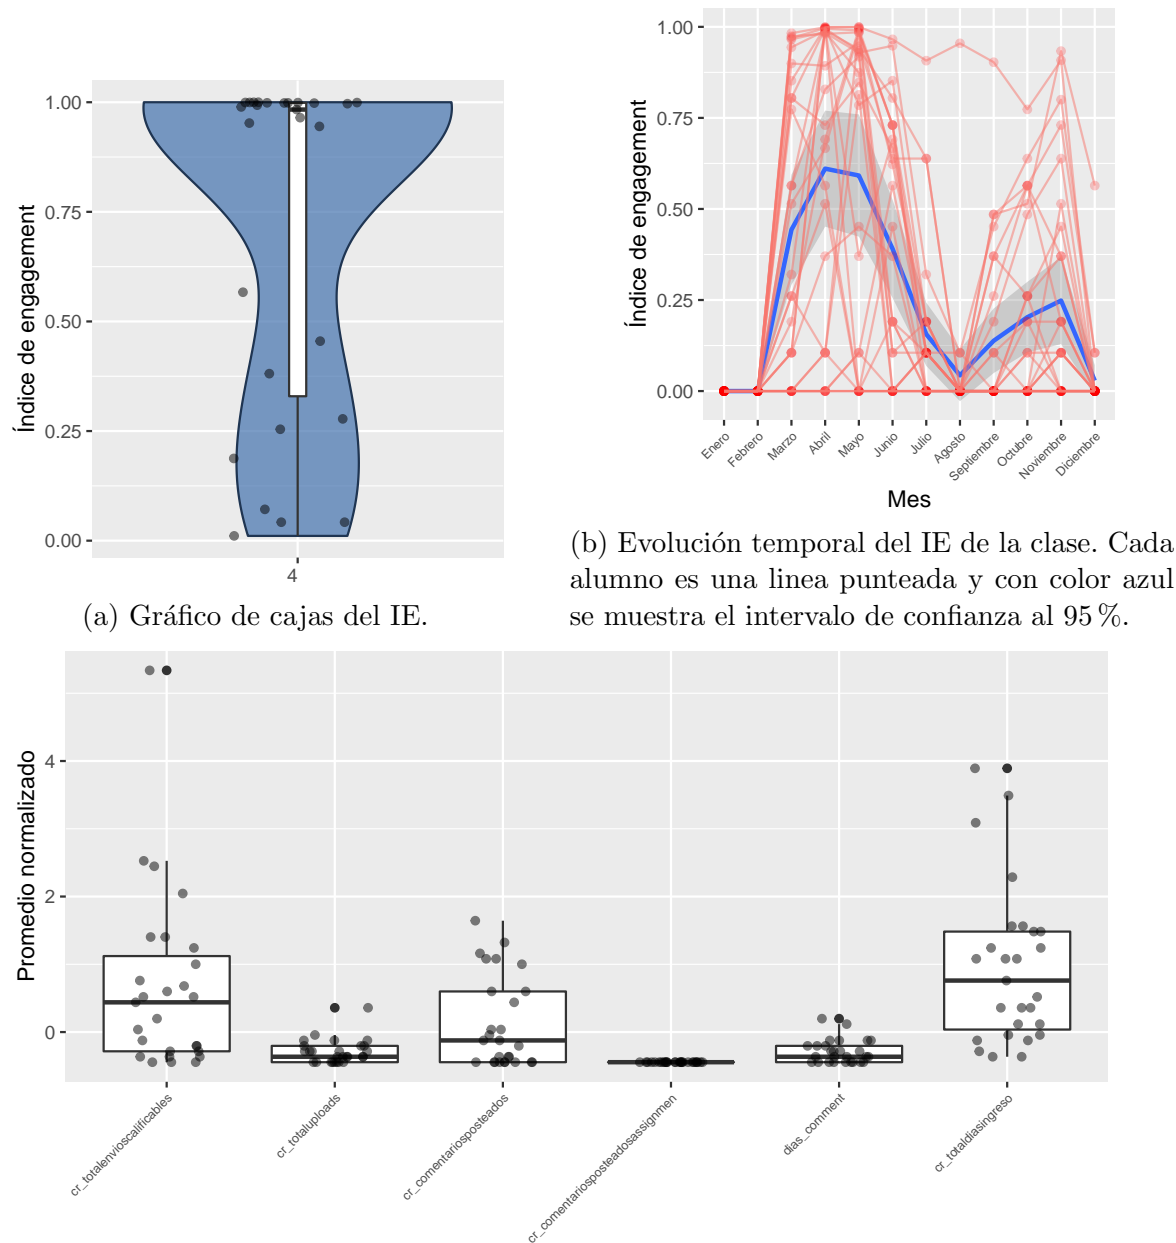 1.00
0.75
0.50
0.25
0.00
Índice de engagement
4
(a) Gráfico de cajas del IE.
1.00
0.75
0.50
0.25
0.00
Índice de engagement
Enero
Febrero
Marzo
Abril
Mayo
Junio
Julio
Agosto
Septiembre
Octubre
Noviembre
Diciembre
Mes
(b) Evolución temporal del IE de la clase. Cada
alumno es una linea punteada y con color azul
se muestra el intervalo de confianza al 95 %.
4
2
0
Promedio normalizado
cr_totalenvioscalificables
cr_totaluploads
cr_comentariosposteados
cr_comentariosposteadosassignmen
dias_comment
cr_totaldiasingreso